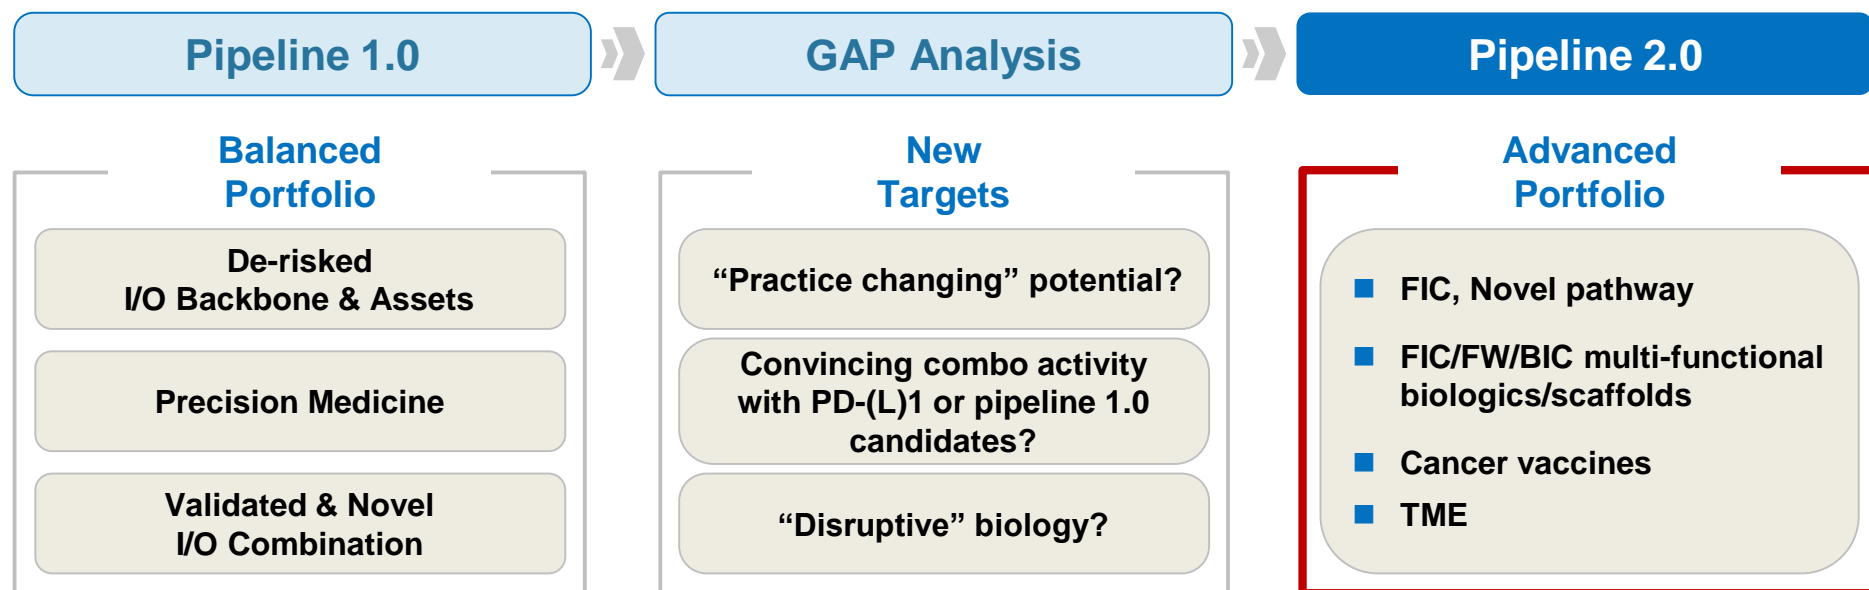 Pipeline 1.0
GAP Analysis
Pipeline 2.0
Balanced
Portfolio
De-risked
I/O Backbone & Assets
Precision Medicine
Validated & Novel
I/O Combination
New
Targets
“Practice changing” potential?
Convincing combo activity
with PD-(L)1 or pipeline 1.0
candidates?
“Disruptive” biology?
Advanced
Portfolio
FIC, Novel pathway
FIC/FW/BIC multi-functional
biologics/scaffolds
Cancer vaccines
TME